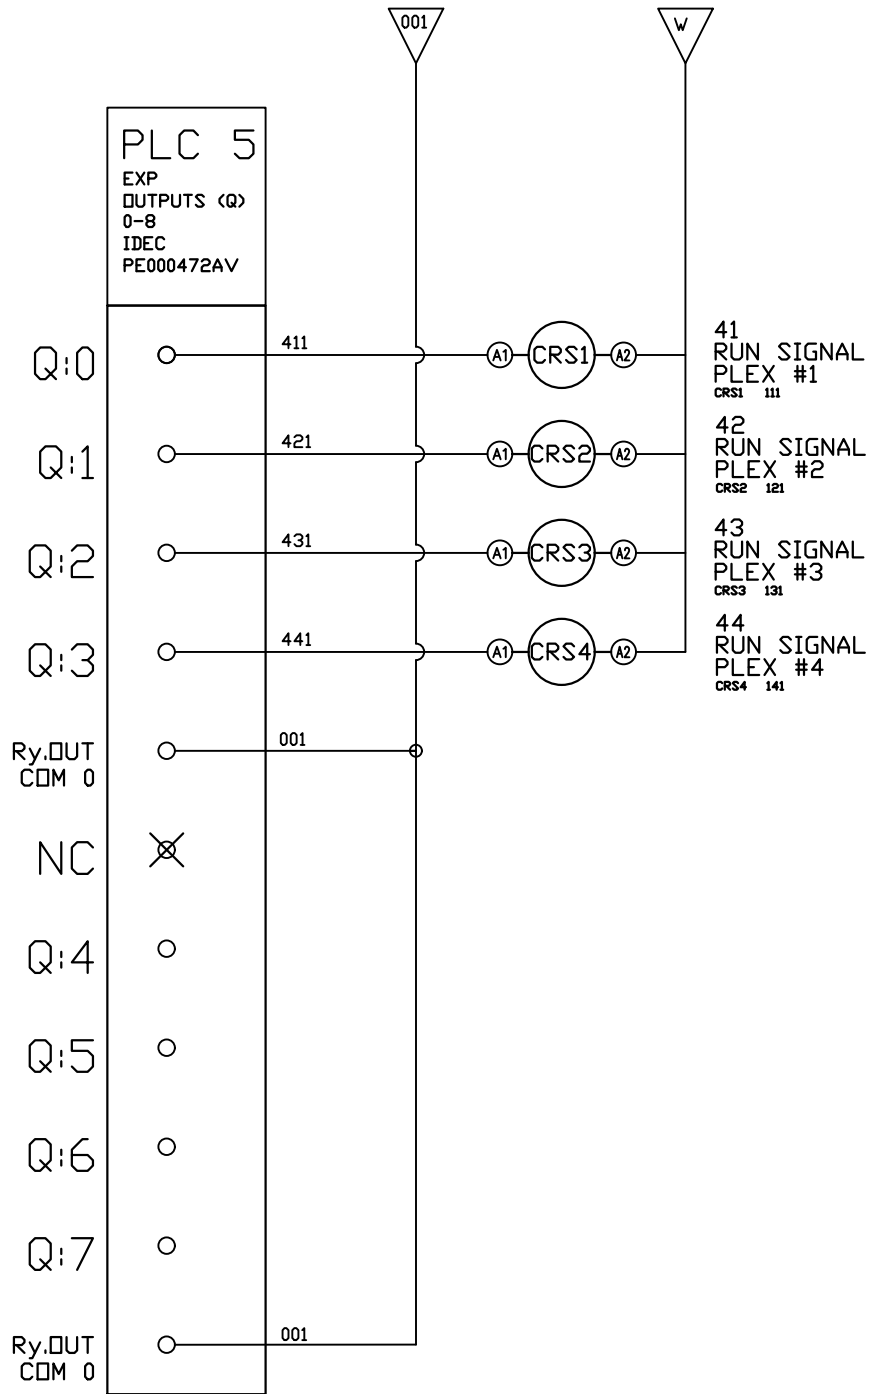 001
W
PLC 5
EXP
OUTPUTS (Q)
0-8
IDEC
PE000472AV
Q:0
411
A1
CRS1
A2
41
RUN SIGNAL
PLEX #1
CRS1 111
Q:1
421
A1
CRS2
A2
42
RUN SIGNAL
PLEX #2
CRS2 121
Q:2
431
A1
CRS3
A2
43
RUN SIGNAL
PLEX #3
CRS3 131
Q:3
441
A1
CRS4
A2
44
RUN SIGNAL
PLEX #4
CRS4 141
Ry.OUT
COM 0
001
NC
Q:4
Q:5
Q:6
Q:7
Ry.OUT
COM 0
001